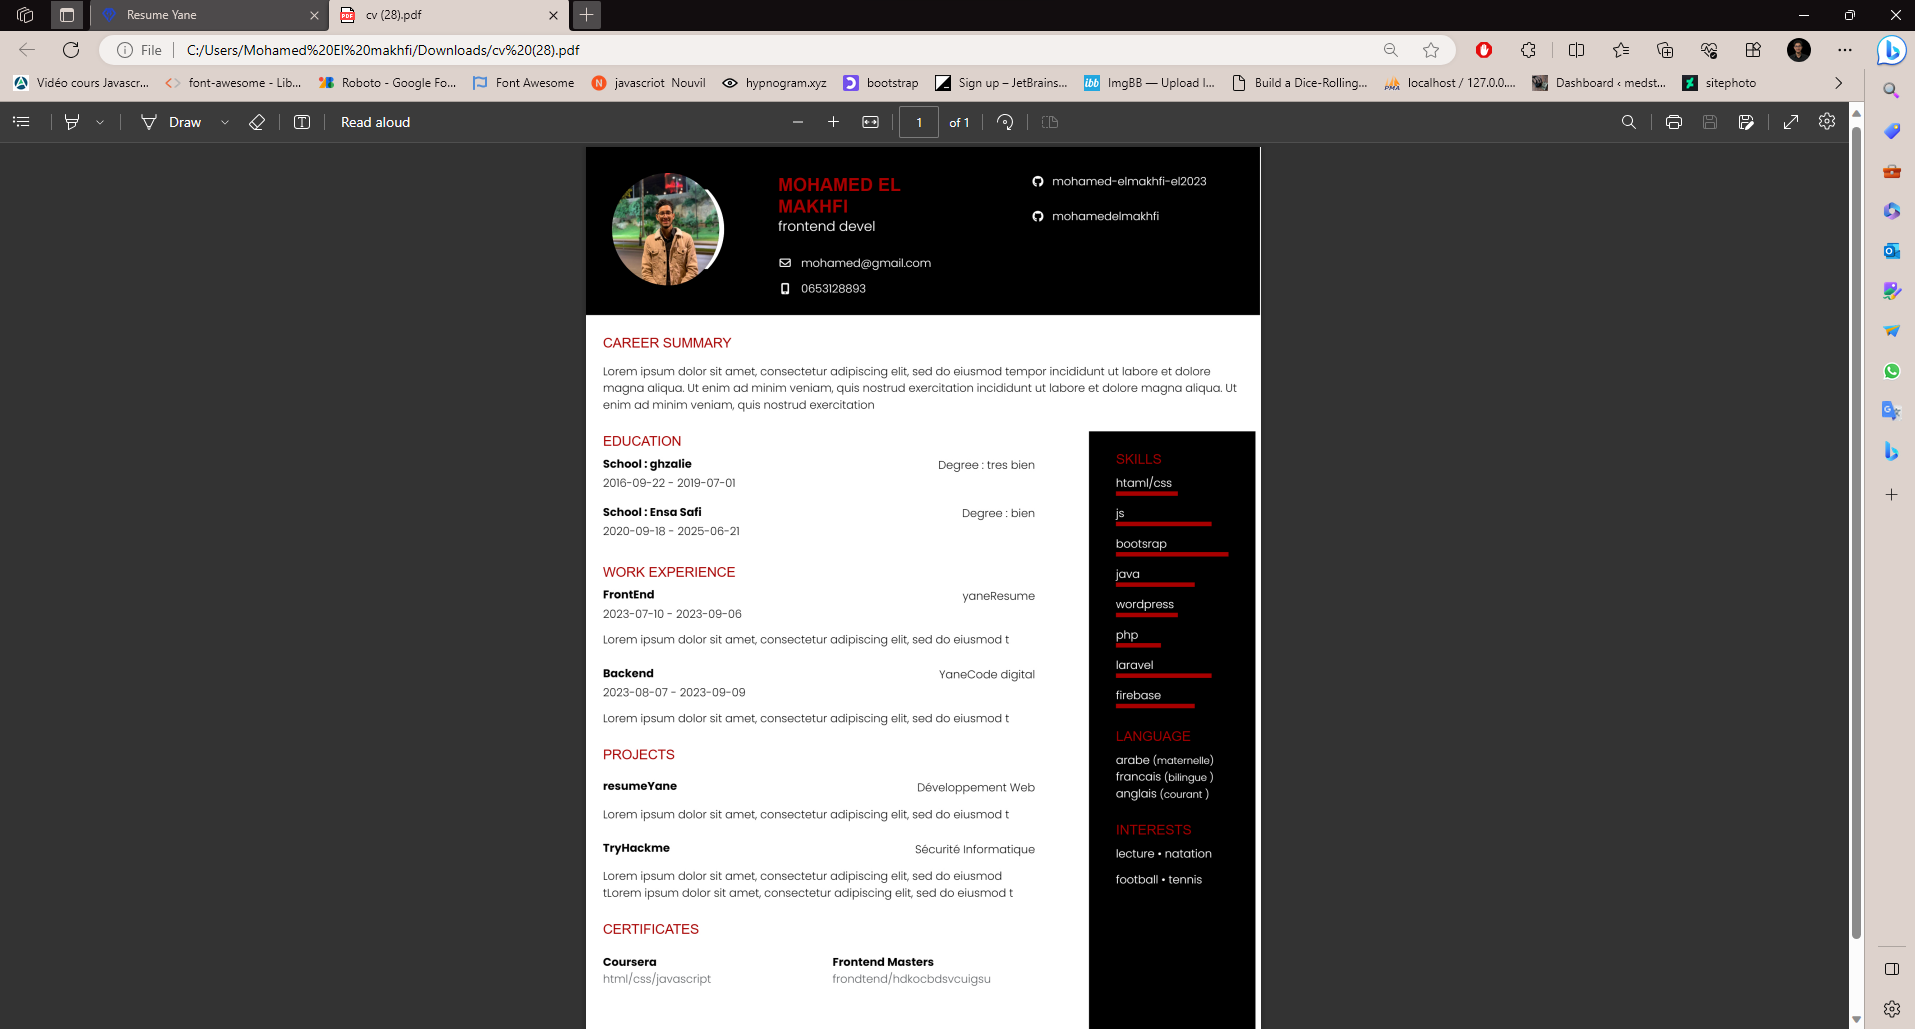 Resume Yane
cv (28).pdf
File
C:/Users/Mohamed%20El%20makhfi/Downloads/cv%20(28).pdf
Vidéo cours Javascr...
font-awesome - Lib...
Roboto - Google Fo...
Font Awesome
javascriot Nouvil
hypnogram.xyz
bootstrap
Sign up – JetBrains...
ImgBB — Upload I...
Build a Dice-Rolling...
localhost / 127.0.0....
Dashboard ‹ medst...
sitephoto
Draw
Read aloud
1
of 1
MOHAMED EL
MAKHFI
frontend devel
mohamed@gmail.com
0653128893
mohamed-elmakhfi-el2023
mohamedelmakhfi
CAREER SUMMARY
Lorem ipsum dolor sit amet, consectetur adipiscing elit, sed do eiusmod tempor incididunt ut labore et dolore
magna aliqua. Ut enim ad minim veniam, quis nostrud exercitation incididunt ut labore et dolore magna aliqua. Ut
enim ad minim veniam, quis nostrud exercitation
EDUCATION
School : ghzalie
Degree : tres bien
2016-09-22 - 2019-07-01
School : Ensa Safi
Degree : bien
2020-09-18 - 2025-06-21
WORK EXPERIENCE
FrontEnd
yaneResume
2023-07-10 - 2023-09-06
Lorem ipsum dolor sit amet, consectetur adipiscing elit, sed do eiusmod t
Backend
YaneCode digital
2023-08-07 - 2023-09-09
Lorem ipsum dolor sit amet, consectetur adipiscing elit, sed do eiusmod t
PROJECTS
resumeYane
Développement Web
Lorem ipsum dolor sit amet, consectetur adipiscing elit, sed do eiusmod t
TryHackme
Sécurité Informatique
Lorem ipsum dolor sit amet, consectetur adipiscing elit, sed do eiusmod
tLorem ipsum dolor sit amet, consectetur adipiscing elit, sed do eiusmod t
CERTIFICATES
Coursera
html/css/javascript
Frontend Masters
frondtend/hdkocbdsvcuigsu
SKILLS
htaml/css
js
bootsrap
java
wordpress
php
laravel
firebase
LANGUAGE
arabe (maternelle)
francais (bilingue )
anglais (courant )
INTERESTS
lecture • natation
football • tennis